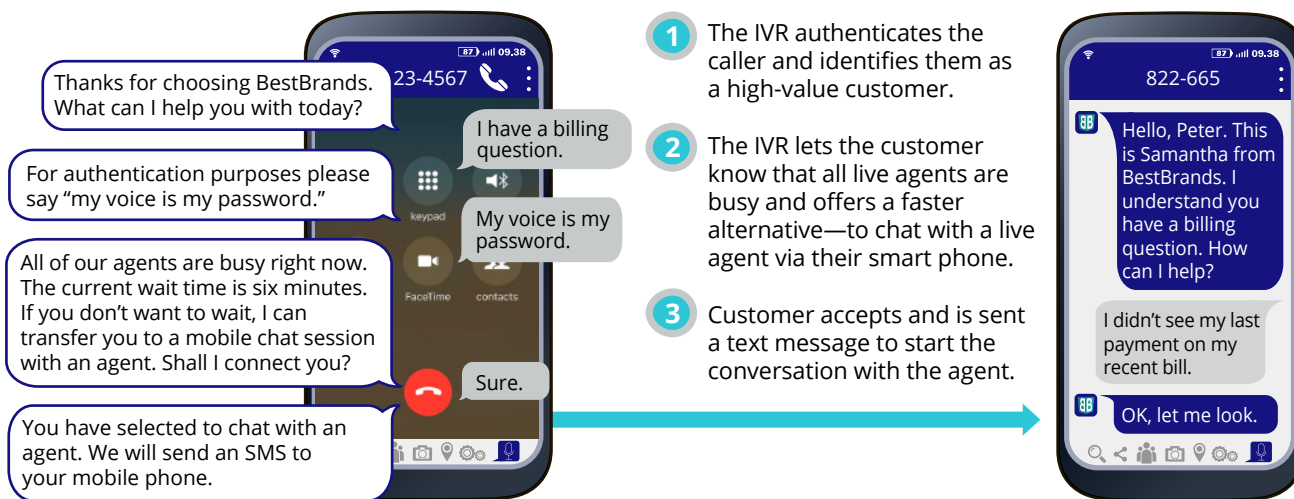 87 09.38
23-4567
Thanks for choosing BestBrands.
What can I help you with today?
I have a billing
question.
For authentication purposes please
say “my voice is my password.”
keypad
My voice is my
password.
All of our agents are busy right now.
The current wait time is six minutes.
If you don’t want to wait, I can
transfer you to a mobile chat session
with an agent. Shall I connect you?
FaceTime
contacts
Sure.
You have selected to chat with an
agent. We will send an SMS to
your mobile phone.
1
The IVR authenticates the
caller and identifies them as
a high-value customer.
2
The IVR lets the customer
know that all live agents are
busy and offers a faster
alternative—to chat with a live
agent via their smart phone.
3
Customer accepts and is sent
a text message to start the
conversation with the agent.
87 09.38
822-665
BB
Hello, Peter. This
is Samantha from
BestBrands. I
understand you
have a billing
question. How
can I help?
I didn’t see my last
payment on my
recent bill.
BB
OK, let me look.